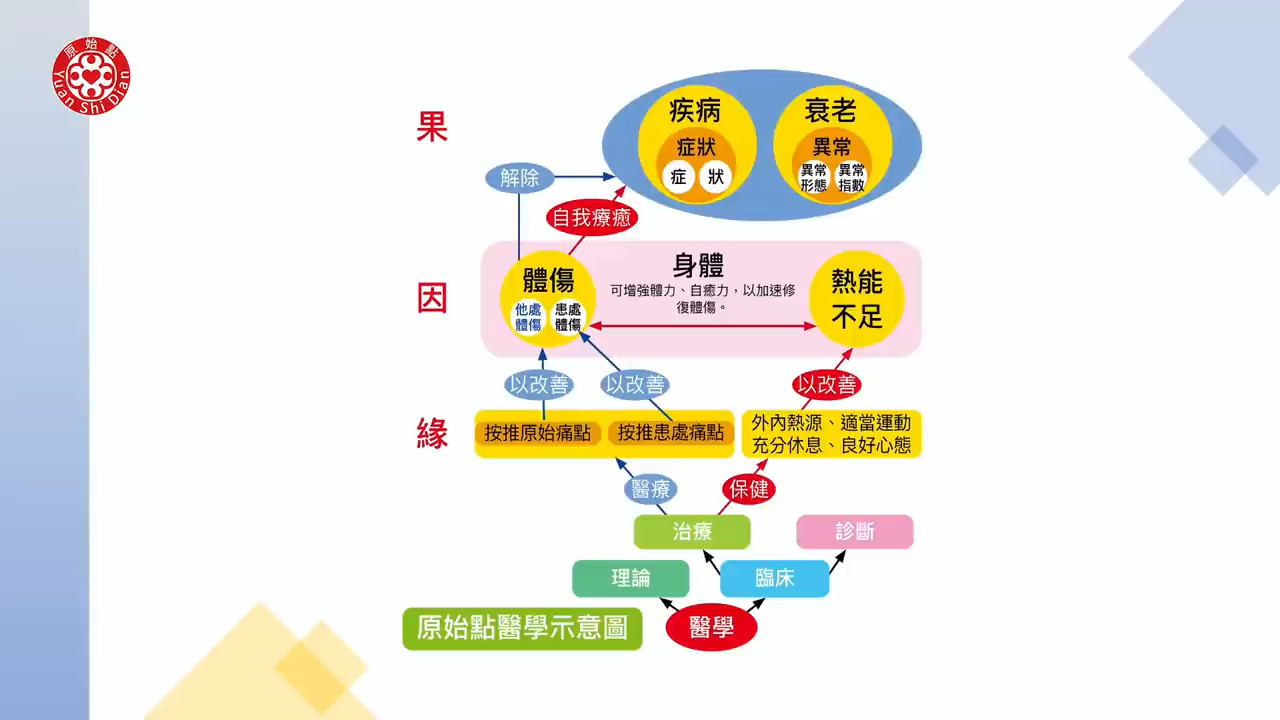 原始點
Yuan Shi Dian
果
疾病
症狀
症
狀
衰老
異常
異常
形態
異常
指數
解除
自我療癒
因
體傷
他處
體傷
患處
體傷
身體
可增強體力、自癒力，以加速修
復體傷。
熱能
不足
以改善
以改善
以改善
緣
按推原始痛點
按推患處痛點
外內熱源、適當運動
充分休息、良好心態
醫療
保健
治療
診斷
理論
臨床
原始點醫學示意圖
醫學